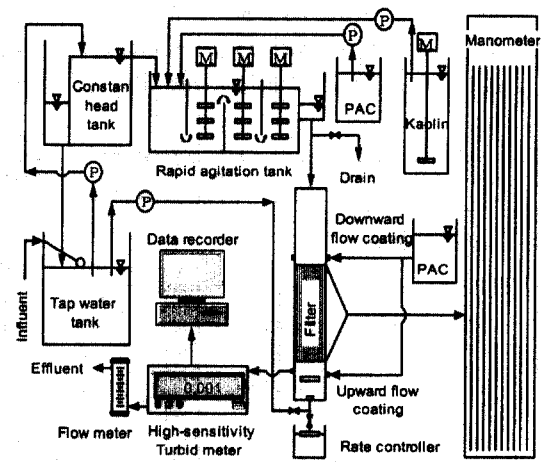 Manometer
P
P
M
M
M
M
P
Constan
head
tank
PAC
Kaolin
Rapid agitation tank
Drain
P
P
Downward
flow coating
Data recorder
PAC
Influent
Tap water
tank
Filter
Effluent
0.001
Upward flow
coating
Flow meter
High-sensitivity
Turbid meter
Rate controller